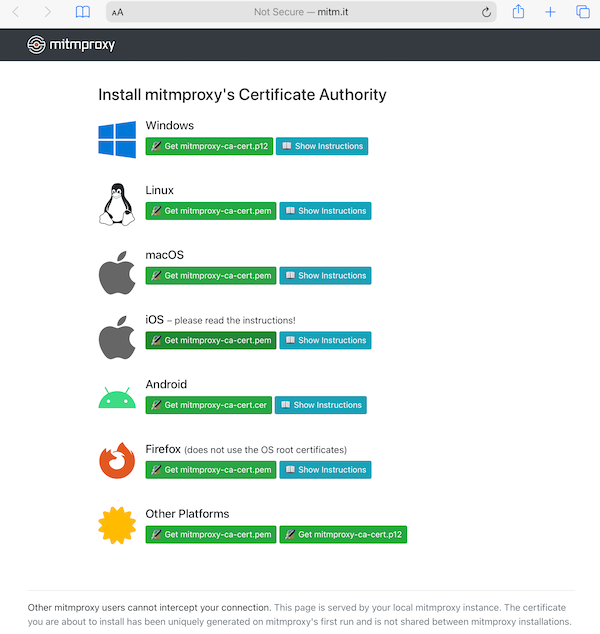 AA Not Secure — mitm.it
mitmproxy
Install mitmproxy's Certificate Authority
Windows
Get mitmproxy-ca-cert.p12 Show Instructions
Linux
Get mitmproxy-ca-cert.pem Show Instructions
macOS
Get mitmproxy-ca-cert.pem Show Instructions
iOS – please read the instructions!
Get mitmproxy-ca-cert.pem Show Instructions
Android
Get mitmproxy-ca-cert.cer Show Instructions
Firefox (does not use the OS root certificates)
Get mitmproxy-ca-cert.pem Show Instructions
Other Platforms
Get mitmproxy-ca-cert.pem Get mitmproxy-ca-cert.p12
Other mitmproxy users cannot intercept your connection. This page is served by your local mitmproxy instance. The certificate
you are about to install has been uniquely generated on mitmproxy's first run and is not shared between mitmproxy installations.